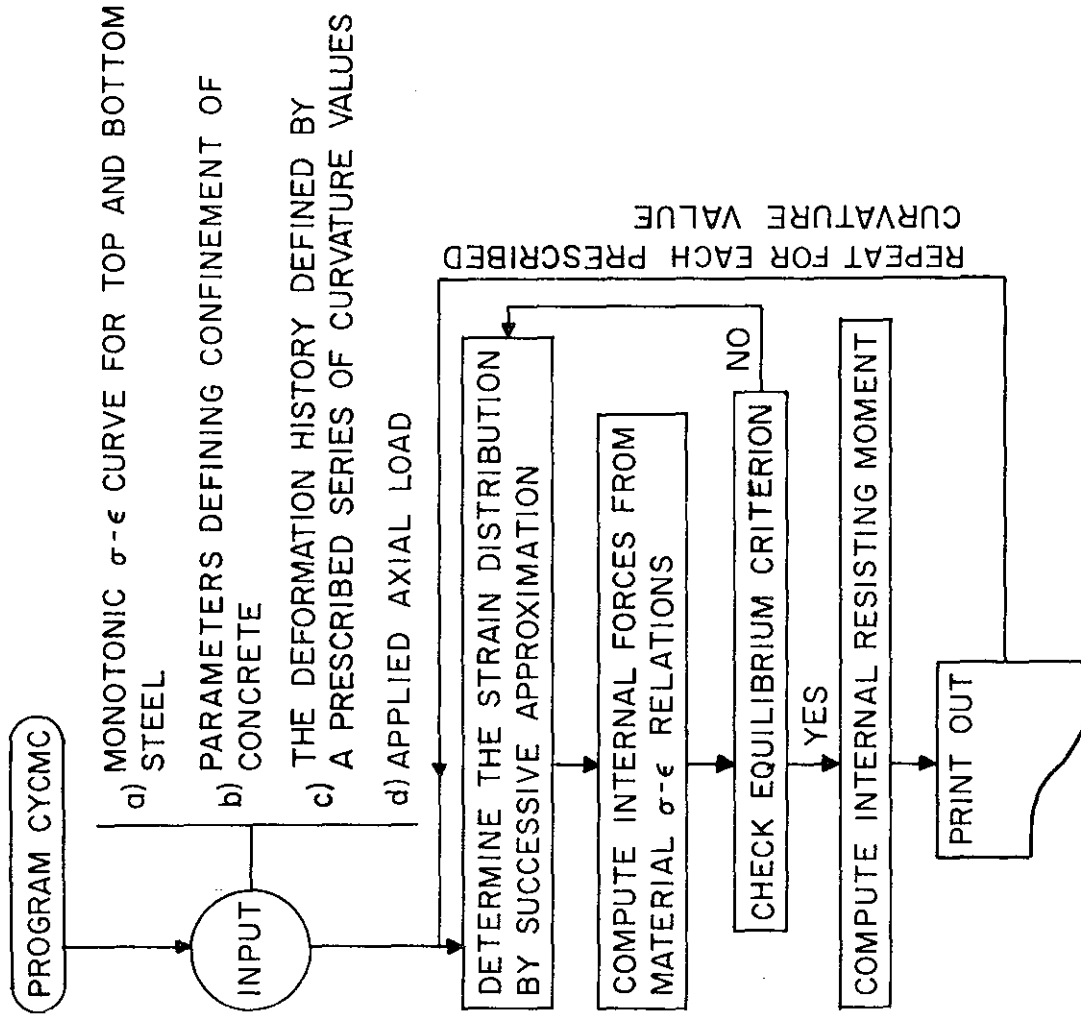 PROGRAM CYCMC
INPUT
a) MONOTONIC σ-ϵ CURVE FOR TOP AND BOTTOM
STEEL
b) PARAMETERS DEFINING CONFINEMENT OF
CONCRETE
c) THE DEFORMATION HISTORY DEFINED BY
A PRESCRIBED SERIES OF CURVATURE VALUES
d) APPLIED AXIAL LOAD
DETERMINE THE STRAIN DISTRIBUTION
BY SUCCESSIVE APPROXIMATION
COMPUTE INTERNAL FORCES FROM
MATERIAL σ-ϵ RELATIONS
CHECK EQUILIBRIUM CRITERION
NO
YES
COMPUTE INTERNAL RESISTING MOMENT
PRINT OUT
REPEAT FOR EACH PRESCRIBED
CURVATURE VALUE